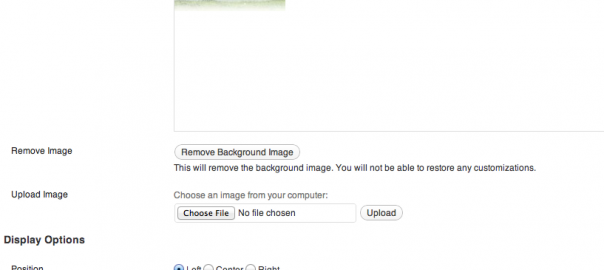 Remove Image
Remove Background Image
This will remove the background image. You will not be able to restore any customizations.
Upload Image
Choose an image from your computer:
Choose File No file chosen Upload
Display Options
Position Left Center Right